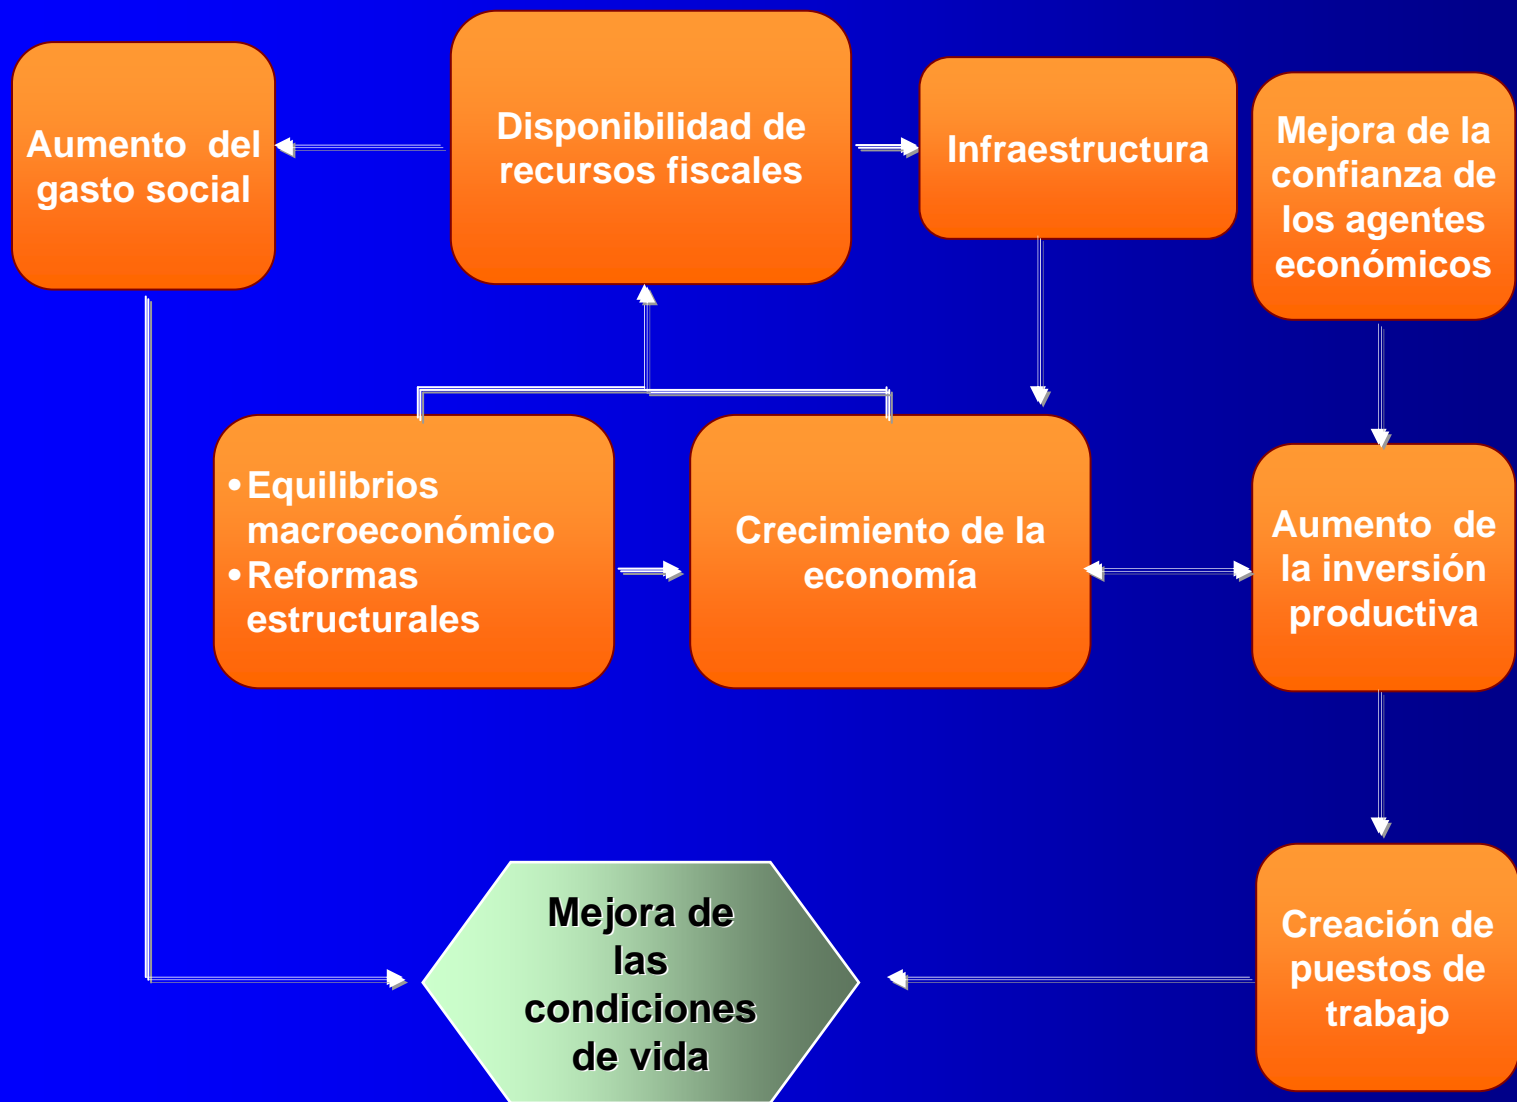 Aumento del
gasto social
Disponibilidad de
recursos fiscales
Infraestructura
Mejora de la
confianza de
los agentes
económicos
•Equilibrios
macroeconómico
•Reformas
estructurales
Crecimiento de la
economía
Aumento de
la inversión
productiva
Mejora de
las
condiciones
de vida
Creación de
puestos de
trabajo